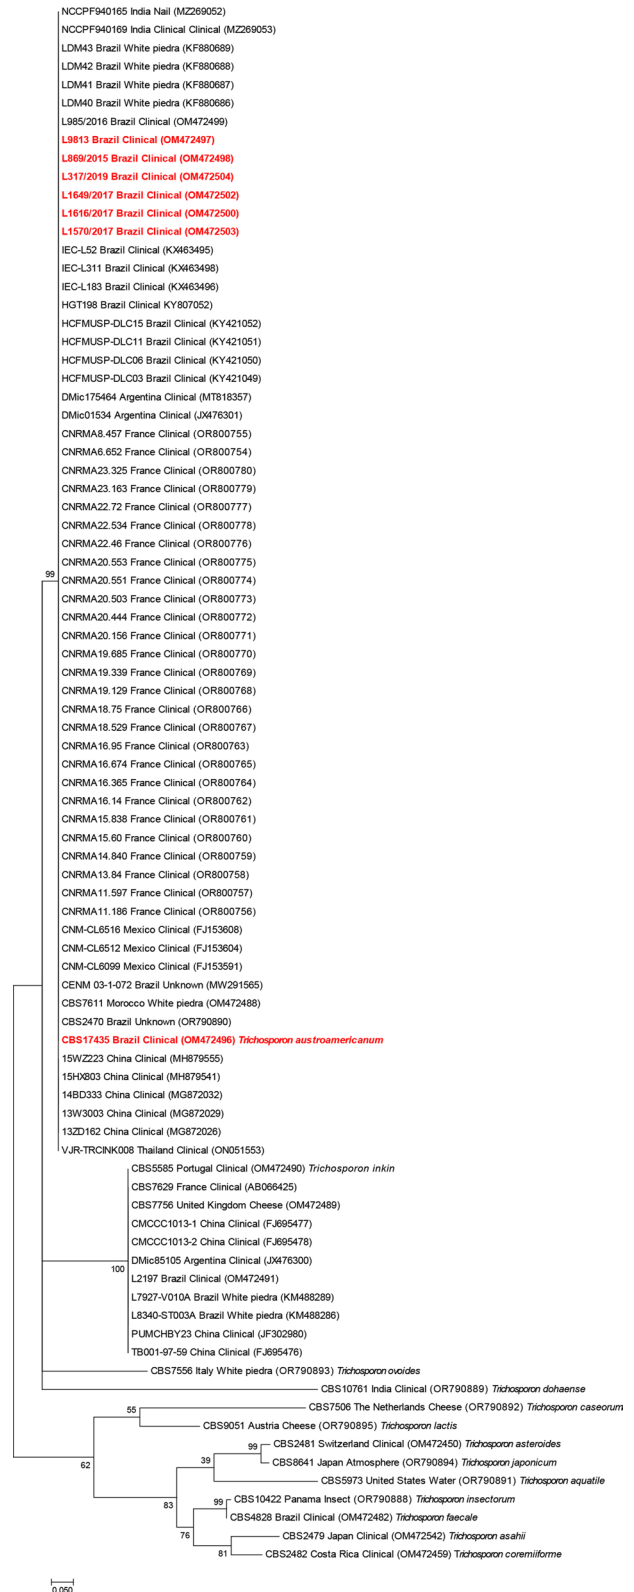 NCCPF940165 India Nail (MZ269052)
NCCPF940169 India Clinical Clinical (MZ269053)
LDM43 Brazil White piedra (KF880689)
LDM42 Brazil White piedra (KF880688)
LDM41 Brazil White piedra (KF880687)
LDM40 Brazil White piedra (KF880686)
L985/2016 Brazil Clinical (OM472499)
L9813 Brazil Clinical (OM472497)
L869/2015 Brazil Clinical (OM472498)
L317/2019 Brazil Clinical (OM472504)
L1649/2017 Brazil Clinical (OM472502)
L1616/2017 Brazil Clinical (OM472500)
L1570/2017 Brazil Clinical (OM472503)
IEC-L52 Brazil Clinical (KX463495)
IEC-L311 Brazil Clinical (KX463498)
IEC-L183 Brazil Clinical (KX463496)
HGT198 Brazil Clinical KY807052)
HCFMUSP-DLC15 Brazil Clinical (KY421052)
HCFMUSP-DLC11 Brazil Clinical (KY421051)
HCFMUSP-DLC06 Brazil Clinical (KY421050)
HCFMUSP-DLC03 Brazil Clinical (KY421049)
DMic175464 Argentina Clinical (MT818357)
DMic01534 Argentina Clinical (JX476301)
CNRMA8.457 France Clinical (OR800755)
CNRMA6.652 France Clinical (OR800754)
CNRMA23.325 France Clinical (OR800780)
CNRMA23.163 France Clinical (OR800779)
CNRMA22.72 France Clinical (OR800777)
CNRMA22.534 France Clinical (OR800778)
CNRMA22.46 France Clinical (OR800776)
CNRMA20.553 France Clinical (OR800775)
CNRMA20.551 France Clinical (OR800774)
99
CNRMA20.503 France Clinical (OR800773)
CNRMA20.444 France Clinical (OR800772)
CNRMA20.156 France Clinical (OR800771)
CNRMA19.685 France Clinical (OR800770)
CNRMA19.339 France Clinical (OR800769)
CNRMA19.129 France Clinical (OR800768)
CNRMA18.75 France Clinical (OR800766)
CNRMA18.529 France Clinical (OR800767)
CNRMA16.95 France Clinical (OR800763)
CNRMA16.674 France Clinical (OR800765)
CNRMA16.365 France Clinical (OR800764)
CNRMA16.14 France Clinical (OR800762)
CNRMA15.838 France Clinical (OR800761)
CNRMA15.60 France Clinical (OR800760)
CNRMA14.840 France Clinical (OR800759)
CNRMA13.84 France Clinical (OR800758)
CNRMA11.597 France Clinical (OR800757)
CNRMA11.186 France Clinical (OR800756)
CNM-CL6516 Mexico Clinical (FJ153608)
CNM-CL6512 Mexico Clinical (FJ153604)
CNM-CL6099 Mexico Clinical (FJ153591)
CENM 03-1-072 Brazil Unknown (MW291565)
CBS7611 Morocco White piedra (OM472488)
CBS2470 Brazil Unknown (OR790890)
CBS17435 Brazil Clinical (OM472496) Trichosporon austroamericanum
15WZ223 China Clinical (MH879555)
15HX803 China Clinical (MH879541)
14BD333 China Clinical (MG872032)
13W3003 China Clinical (MG872029)
13ZD162 China Clinical (MG872026)
VJR-TRCINK008 Thailand Clinical (ON051553)
CBS5585 Portugal Clinical (OM472490) Trichosporon inkin
CBS7629 France Clinical (AB066425)
CBS7756 United Kingdom Cheese (OM472489)
CMCCC1013-1 China Clinical (FJ695477)
CMCCC1013-2 China Clinical (FJ695478)
DMic85105 Argentina Clinical (JX476300)
100
L2197 Brazil Clinical (OM472491)
L7927-V010A Brazil White piedra (KM488289)
L8340-ST003A Brazil White piedra (KM488286)
PUMCHBY23 China Clinical (JF302980)
TB001-97-59 China Clinical (FJ695476)
CBS7556 Italy White piedra (OR790893) Trichosporon ovoides
CBS10761 India Clinical (OR790889) Trichosporon dohaense
CBS7506 The Netherlands Cheese (OR790892) Trichosporon caseorum
55
CBS9051 Austria Cheese (OR790895) Trichosporon lactis
CBS2481 Switzerland Clinical (OM472450) Trichosporon asteroides
99
62
CBS8641 Japan Atmosphere (OR790894) Trichosporon japonicum
39
CBS5973 United States Water (OR790891) Trichosporon aquatile
CBS10422 Panama Insect (OR790888) Trichosporon insectorum
99
83
CBS4828 Brazil Clinical (OM472482) Trichosporon faecale
76
CBS2479 Japan Clinical (OM472542) Trichosporon asahii
81
CBS2482 Costa Rica Clinical (OM472459) Trichosporon coremiiforme
0.050